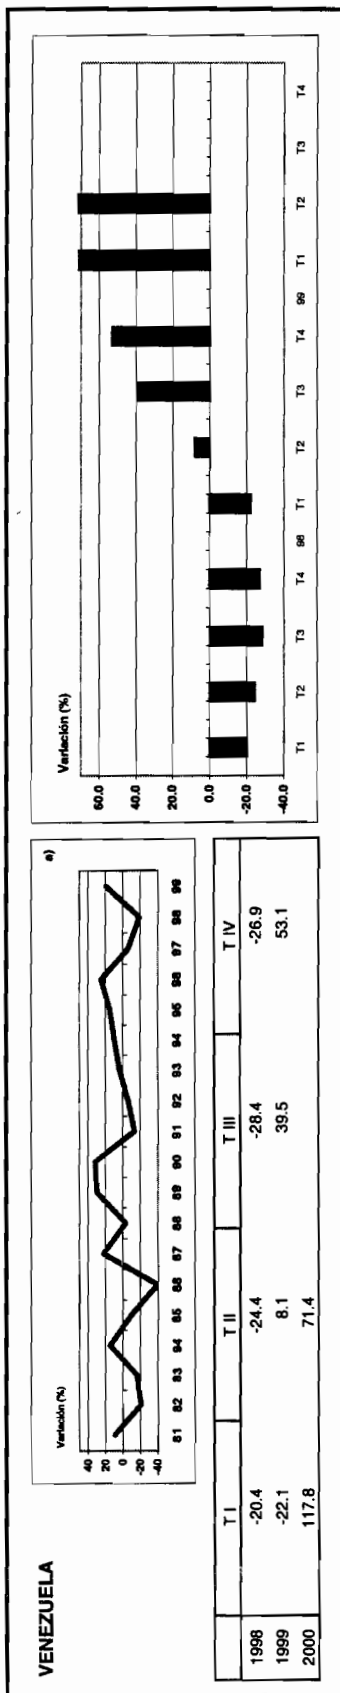 VENEZUELA
Variación (%)
a)
40
20
0
-20
-40
81 82 83 84 85 86 87 88 89 90 91 92 93 94 95 96 97 98 99
T I T II T III T IV
1998 -20.4 -24.4 -28.4 -26.9
1999 -22.1 8.1 39.5 53.1
2000 117.8 71.4
Variación (%)
60.0
40.0
20.0
0.0
-20.0
-40.0
T1 T2 T3 T4 98 T1 T2 T3 T4 99 T1 T2 T3 T4